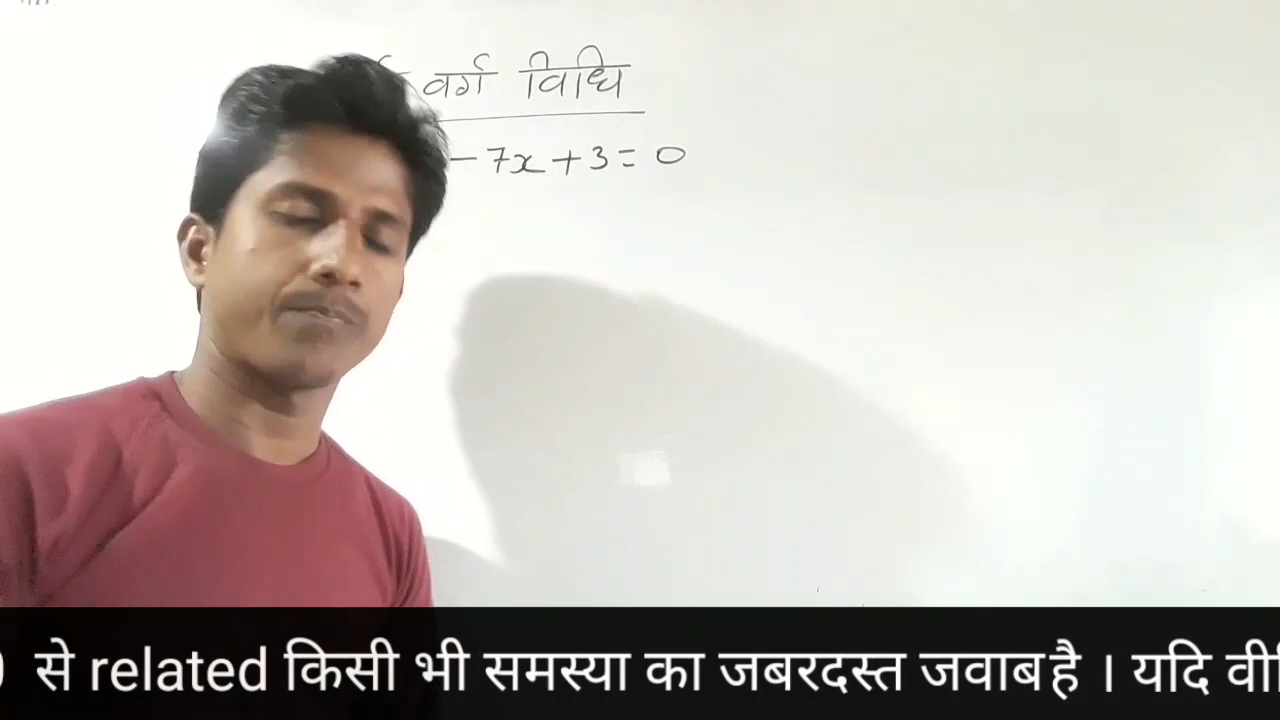 वर्ग विधि
− 7x + 3 = 0
से related किसी भी समस्या का जबरदस्त जवाब है । यदि